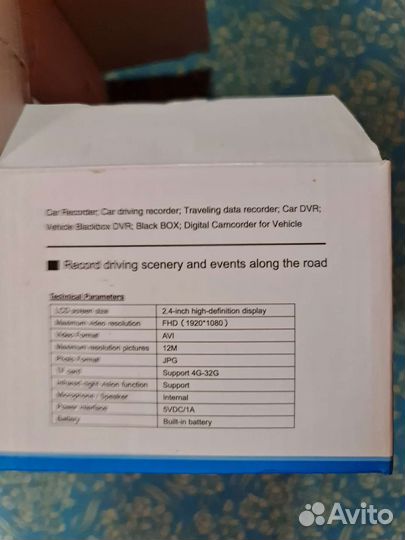 Car Recorder; Car driving recorder; Traveling data recorder; Car DVR;
Vehicle Blackbox DVR; Black BOX; Digital Camcorder for Vehicle
Record driving scenery and events along the road
Technical Parameters
LCD screen size 2.4-inch high-definition display
Maximum video resolution FHD (1920*1080.)
Video Format AVI
Maximum resolution pictures 12M
Photo Format JPG
TF card Support 4G-32G
Infrared night vision function Support
Microphone / Speaker Internal
Power interface 5VDC/1A
Battery Built-in battery
Avito